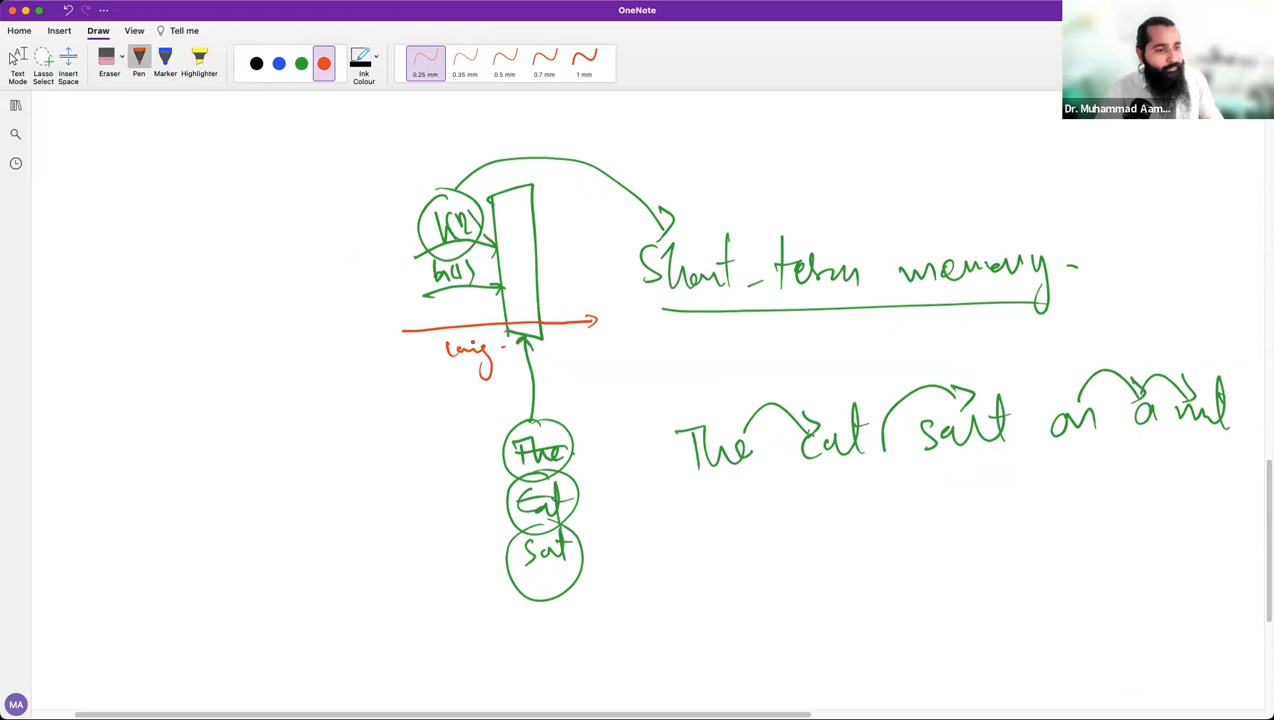 OneNote
Home Insert Draw View Tell me
Text Mode Lasso Select Insert Space Eraser Pen Marker Highlighter 0.25 mm 0.35 mm 0.5 mm 0.7 mm 1 mm Ink Colour
Dr. Muhammad Aam...
Short-term memory.
The cat sat on a mt
The
Cat
Sat
MA